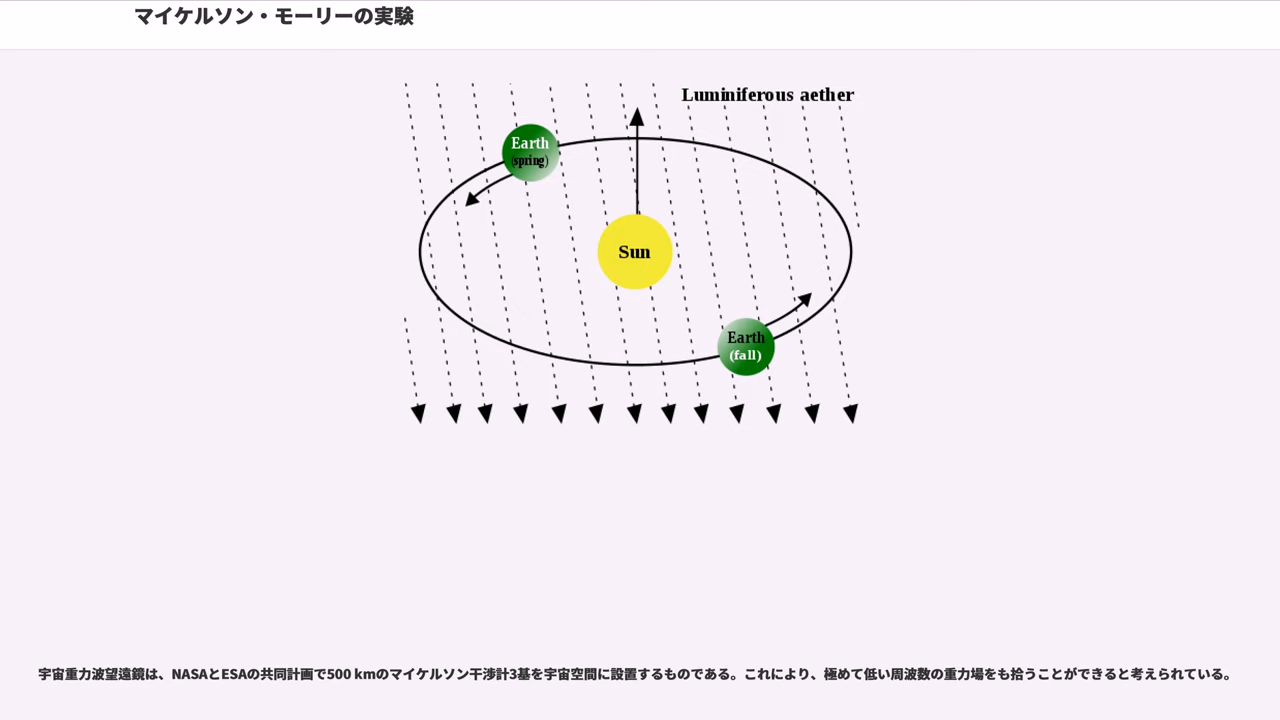 マイケルソン・モーリーの実験
Luminiferous aether
Earth
(spring)
Sun
Earth
(fall)
宇宙重力波望遠鏡は、NASAとESAの共同計画で500 kmのマイケルソン干渉計3基を宇宙空間に設置するものである。これにより、極めて低い周波数の重力場をも拾うことができると考えられている。